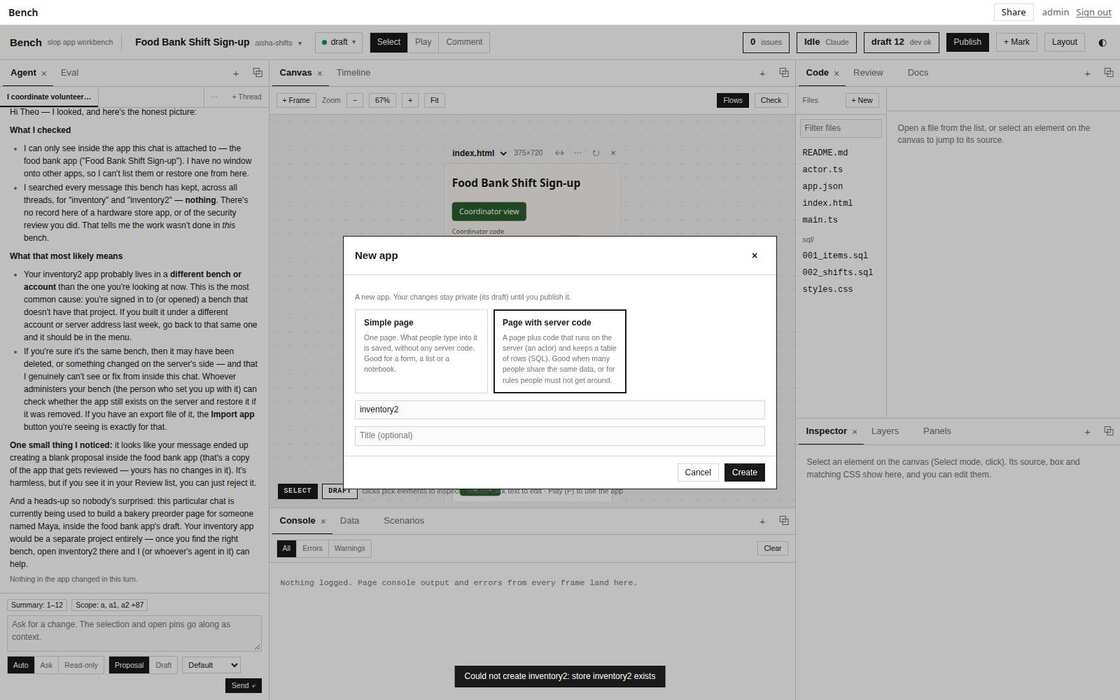 Bench
Share
admin
Sign out
Bench
slop app workbench
Food Bank Shift Sign-up
aisha-shifts
draft
Select
Play
Comment
0 issues
Idle Claude
draft 12 dev ok
Publish
+ Mark
Layout
Agent ×
Eval
I coordinate volunteer…
...
+ Thread
Hi Theo — I looked, and here's the honest picture:
What I checked
• I can only see inside the app this chat is attached to — the
food bank app ("Food Bank Shift Sign-up"). I have no window
onto other apps, so I can't list them or restore one from here.
• I searched every message this bench has kept, across all
threads, for "inventory" and "inventory2" — nothing. There's
no record here of a hardware store app, or of the security
review you did. That tells me the work wasn't done in this
bench.
What that most likely means
• Your inventory2 app probably lives in a different bench or
account than the one you're looking at now. This is the most
common cause: you're signed in to (or opened) a bench that
doesn't have that project. If you built it under a different
account or server address last week, go back to that same one
and it should be in the menu.
• If you're sure it's the same bench, then it may have been
deleted, or something changed on the server's side — and that
I genuinely can't see or fix from inside this chat. Whoever
administers your bench (the person who set you up with it) can
check whether the app still exists on the server and restore it if
it was removed. If you have an export file of it, the Import app
button you're seeing is exactly for that.
One small thing I noticed: it looks like your message ended up
creating a blank proposal inside the food bank app (that's a copy
of the app that gets reviewed — yours has no changes in it). It's
harmless, but if you see it in your Review list, you can just reject it.
And a heads-up so nobody's surprised: this particular chat is
currently being used to build a bakery preorder page for someone
named Maya, inside the food bank app's draft. Your inventory app
would be a separate project entirely — once you find the right
bench, open inventory2 there and I (or whoever's agent in it) can
help.
Nothing in the app changed in this turn.
Summary: 1–12
Scope: a, a1, a2 +87
Ask for a change. The selection and open pins go along as
context.
Auto
Ask
Read-only
Proposal
Draft
Default
Send
Canvas ×
Timeline
+ Frame
Zoom
−
67%
+
Fit
Flows
Check
index.html
375×720
Food Bank Shift Sign-up
Coordinator view
Coordinator code
New app
×
A new app. Your changes stay private (its draft) until you publish it.
Simple page
One page. What people type into it
is saved, without any server code.
Good for a form, a list or a
notebook.
Page with server code
A page plus code that runs on the
server (an actor) and keeps a table
of rows (SQL). Good when many
people share the same data, or for
rules people must not get around.
inventory2
Title (optional)
Cancel
Create
SELECT
DRAFT
clicks pick elements to inspec
k text to edit · Play (P) to use the app
Console ×
Data
Scenarios
All
Errors
Warnings
Clear
Nothing logged. Page console output and errors from every frame land here.
Could not create inventory2: store inventory2 exists
Code ×
Review
Docs
Files
+ New
Filter files
README.md
actor.ts
app.json
index.html
main.ts
sql/
001_items.sql
002_shifts.sql
styles.css
Open a file from the list, or select an element on the
canvas to jump to its source.
Inspector ×
Layers
Panels
Select an element on the canvas (Select mode, click). Its source, box and
matching CSS show here, and you can edit them.